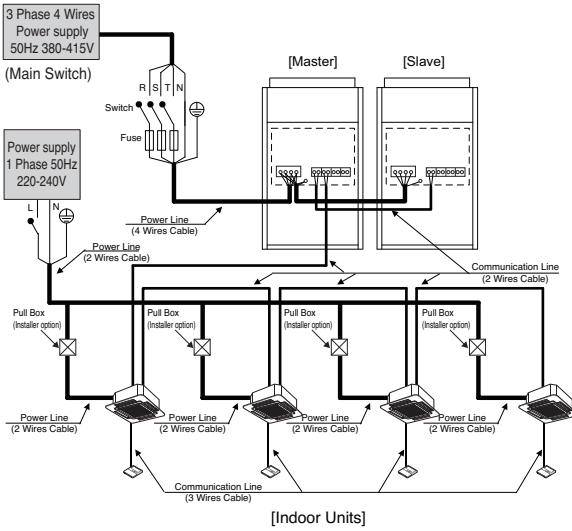 3 Phase 4 Wires
Power supply
50Hz 380-415V
(Main Switch)
[Master]
[Slave]
R S T N
Switch
Fuse
Power supply
1 Phase 50Hz
220-240V
L N
Power Line
(4 Wires Cable)
Power Line
(2 Wires Cable)
Communication Line
(2 Wires Cable)
Pull Box
(Installer option)
Pull Box
(Installer option)
Pull Box
(Installer option)
Pull Box
(Installer option)
Power Line
(2 Wires Cable)
Power Line
(2 Wires Cable)
Power Line
(2 Wires Cable)
Power Line
(2 Wires Cable)
Communication Line
(3 Wires Cable)
[Indoor Units]